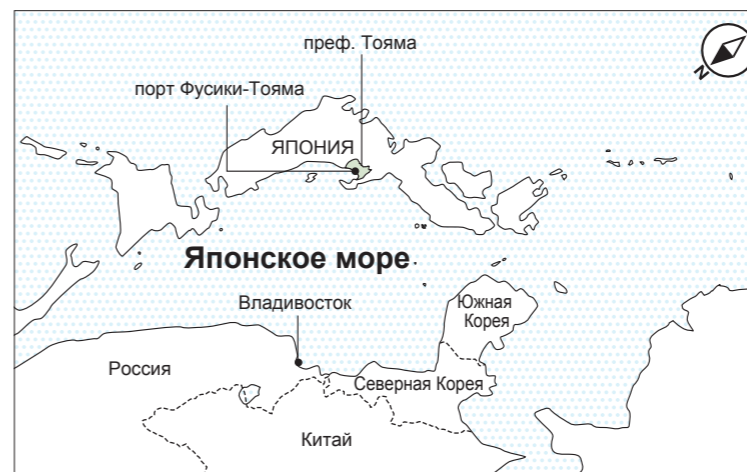 преф. Тояма
порт Фусики-Тояма
ЯПОНИЯ
N
Японское море
Владивосток
Южная
Корея
Россия
Северная Корея
Китай